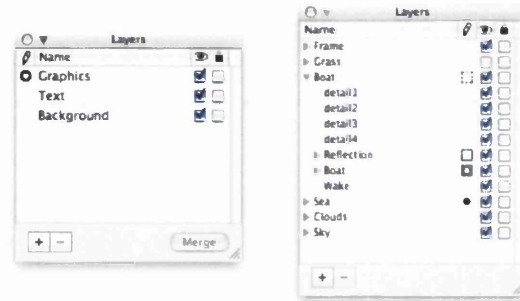 Layers
Name
Graphics
Text
Background
+ -
Merge
Layers
Name
Frame
Grass
Boat
detail1
detail2
detail3
detail4
Reflection
Boat
Wake
Sea
Clouds
Sky
+ -